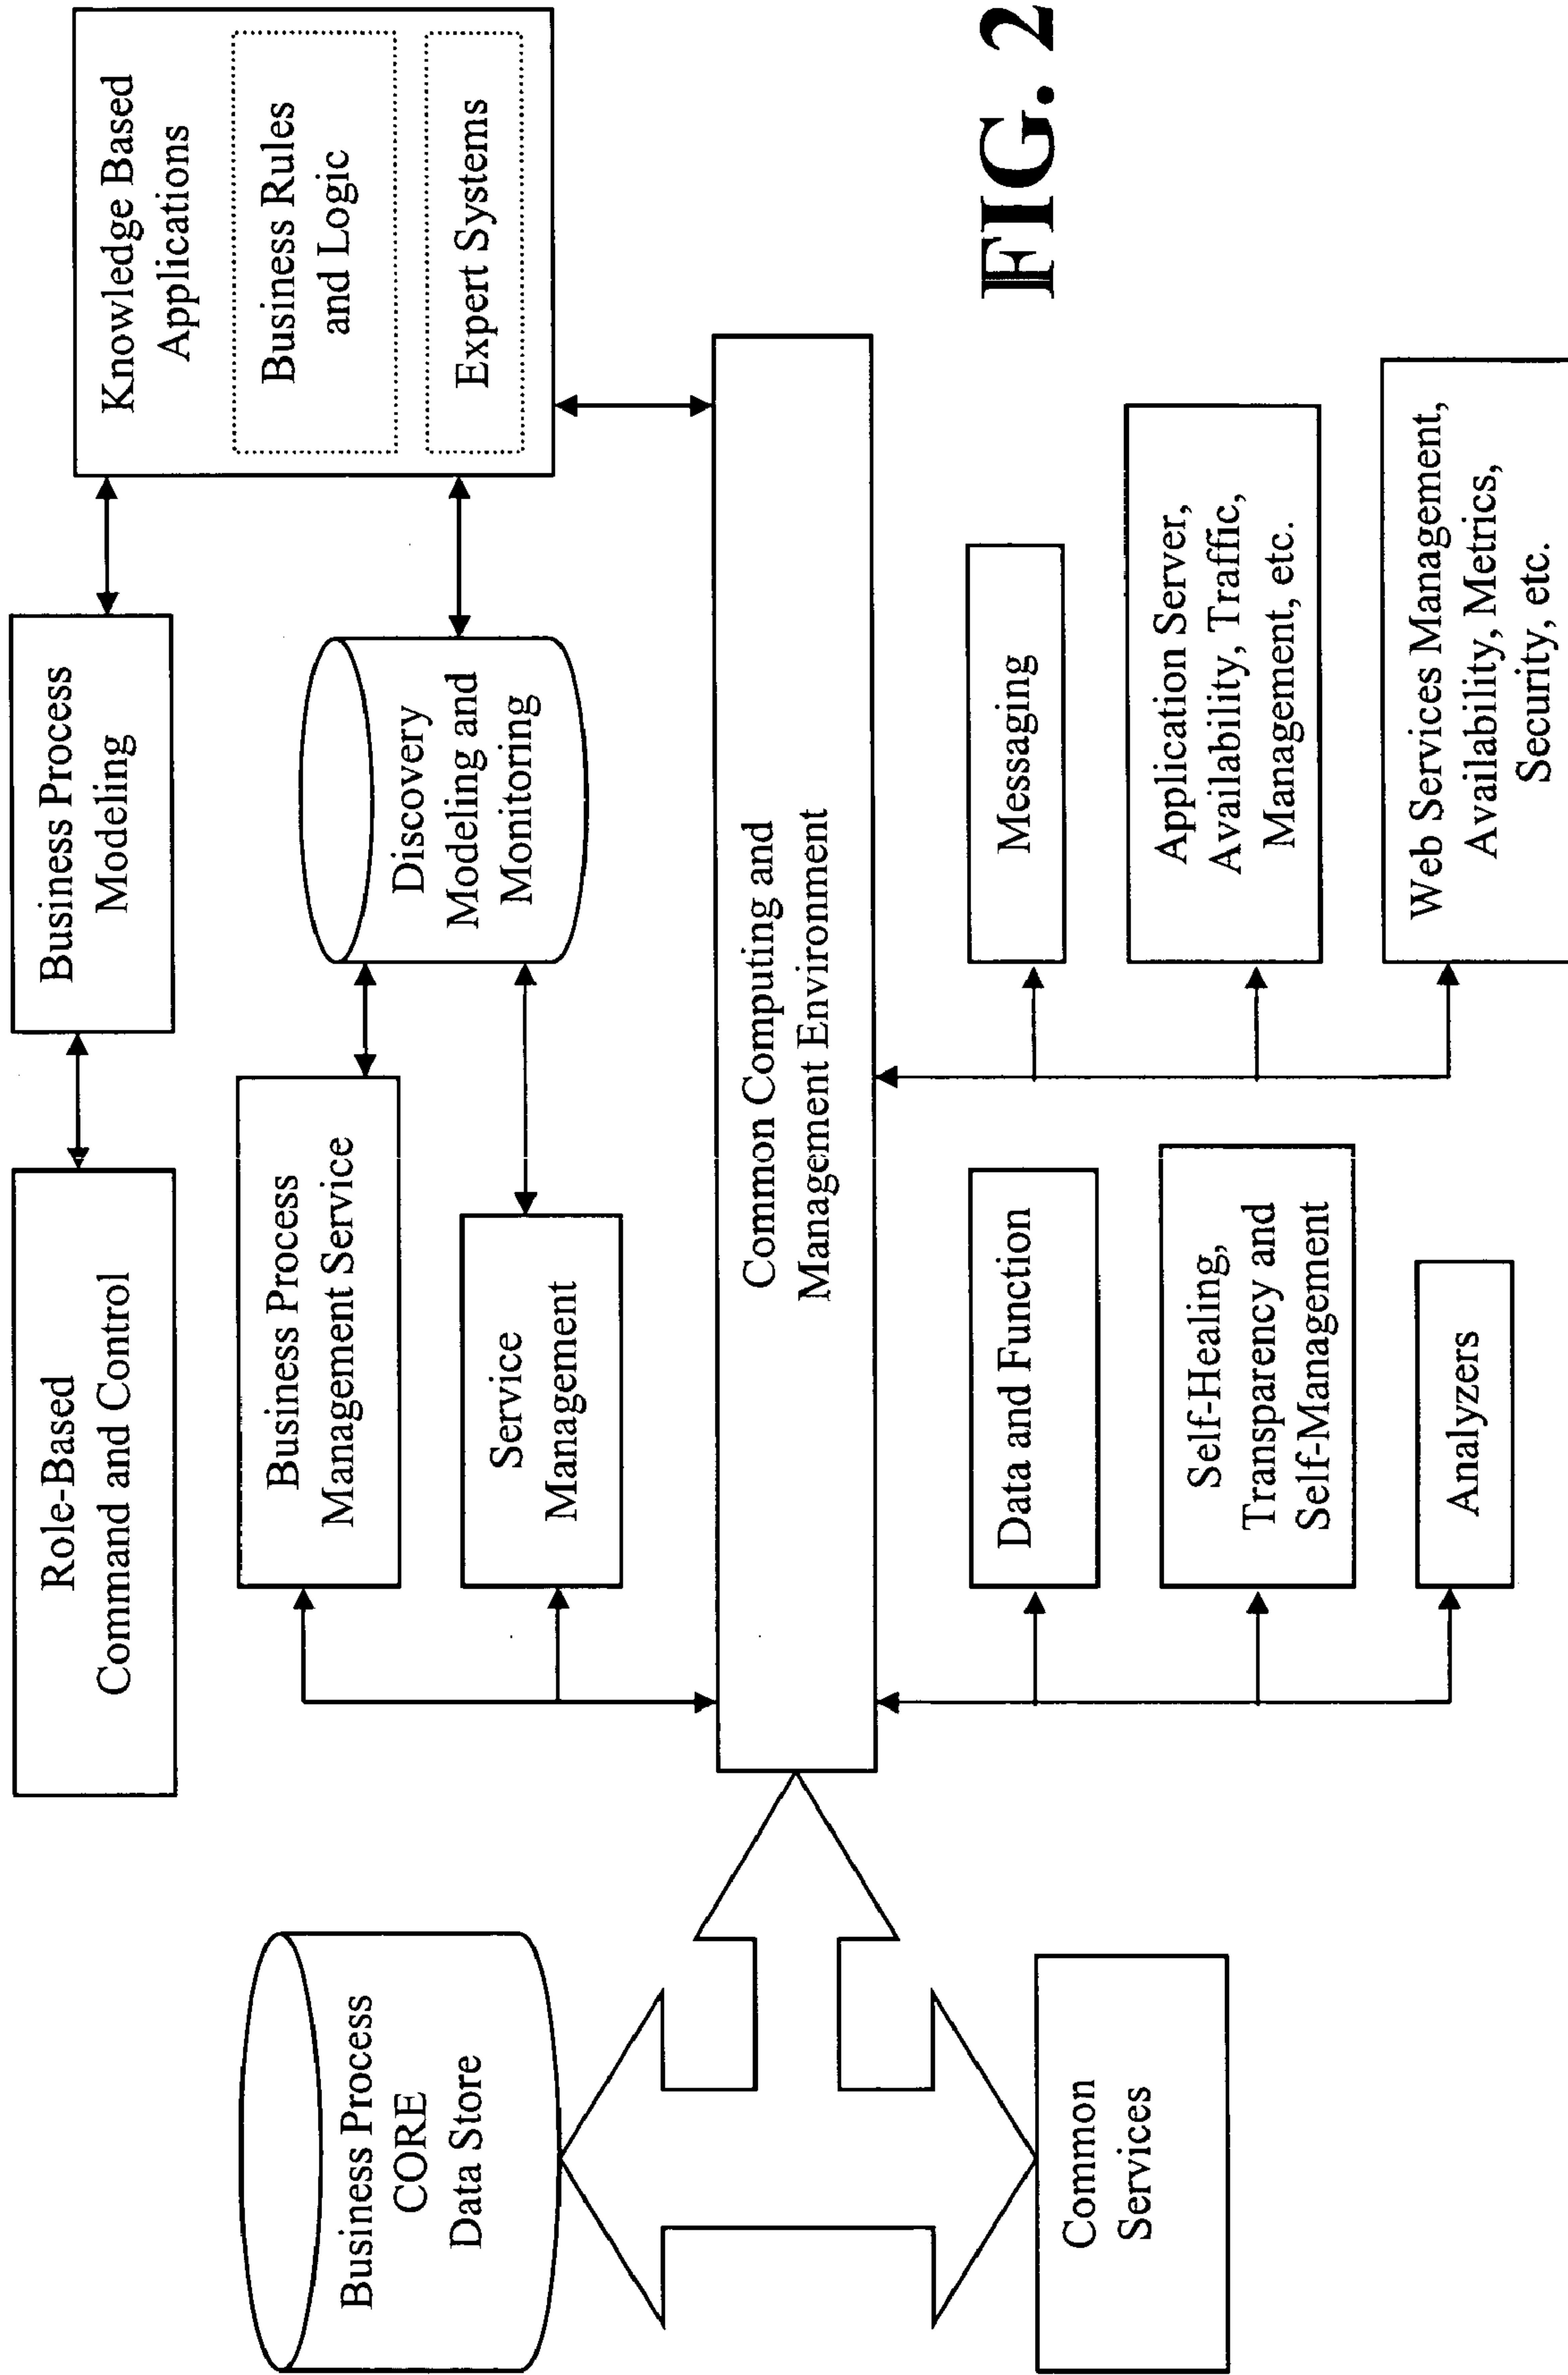 Role-Based
Command and Control
Business Process
Modeling
Knowledge Based
Applications
Business Rules
and Logic
Expert Systems
Business Process
CORE
Data Store
Business Process
Management Service
Service
Management
Discovery
Modeling and
Monitoring
Common Computing and
Management Environment
Common
Services
Data and Function
Self-Healing,
Transparency and
Self-Management
Analyzers
Messaging
Application Server,
Availability, Traffic,
Management, etc.
Web Services Management,
Availability, Metrics,
Security, etc.
FIG. 2